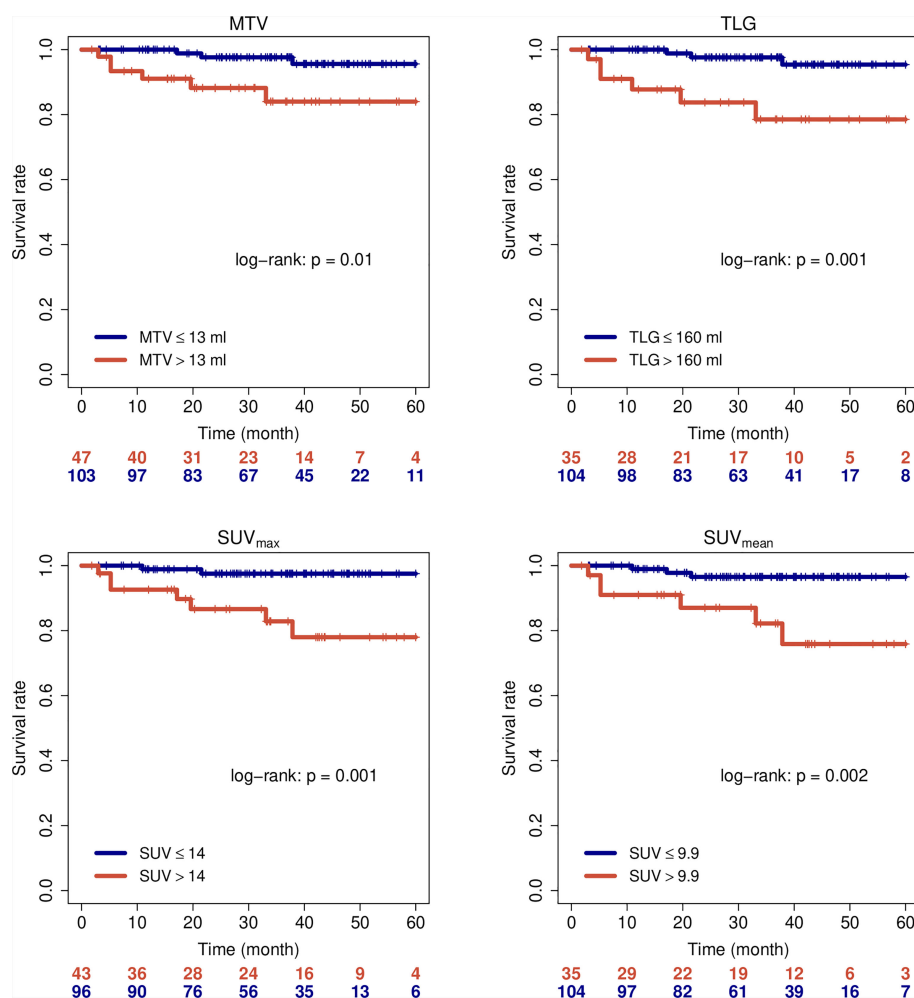 MTV
1.0
0.8
0.6
0.4
0.2
0.0
Survival rate
log−rank: p = 0.01
MTV ≤ 13 ml
MTV > 13 ml
0 10 20 30 40 50 60
Time (month)
47 40 31 23 14 7 4
103 97 83 67 45 22 11
TLG
1.0
0.8
0.6
0.4
0.2
0.0
Survival rate
log−rank: p = 0.001
TLG ≤ 160 ml
TLG > 160 ml
0 10 20 30 40 50 60
Time (month)
35 28 21 17 10 5 2
104 98 83 63 41 17 8
SUVmax
1.0
0.8
0.6
0.4
0.2
0.0
Survival rate
log−rank: p = 0.001
SUV ≤ 14
SUV > 14
0 10 20 30 40 50 60
Time (month)
43 36 28 24 16 9 4
96 90 76 56 35 13 6
SUVmean
1.0
0.8
0.6
0.4
0.2
0.0
Survival rate
log−rank: p = 0.002
SUV ≤ 9.9
SUV > 9.9
0 10 20 30 40 50 60
Time (month)
35 29 22 19 12 6 3
104 97 82 61 39 16 7